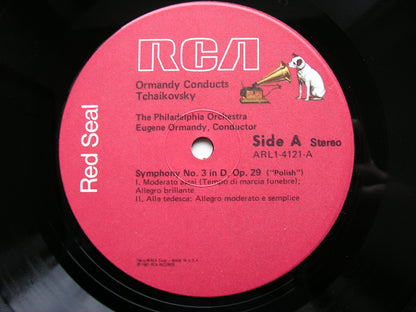 RCA
Ormandy Conducts
Tchaikovsky
The Philadelphia Orchestra
Eugene Ormandy, Conductor
Side A Stereo
ARL1-4121-A
Red Seal
Symphony No. 3 in D, Op. 29 ("Polish")
I. Moderato assai (Tempo di marcia funebre);
Allegro brillante
II. Alla tedesca: Allegro moderato e semplice